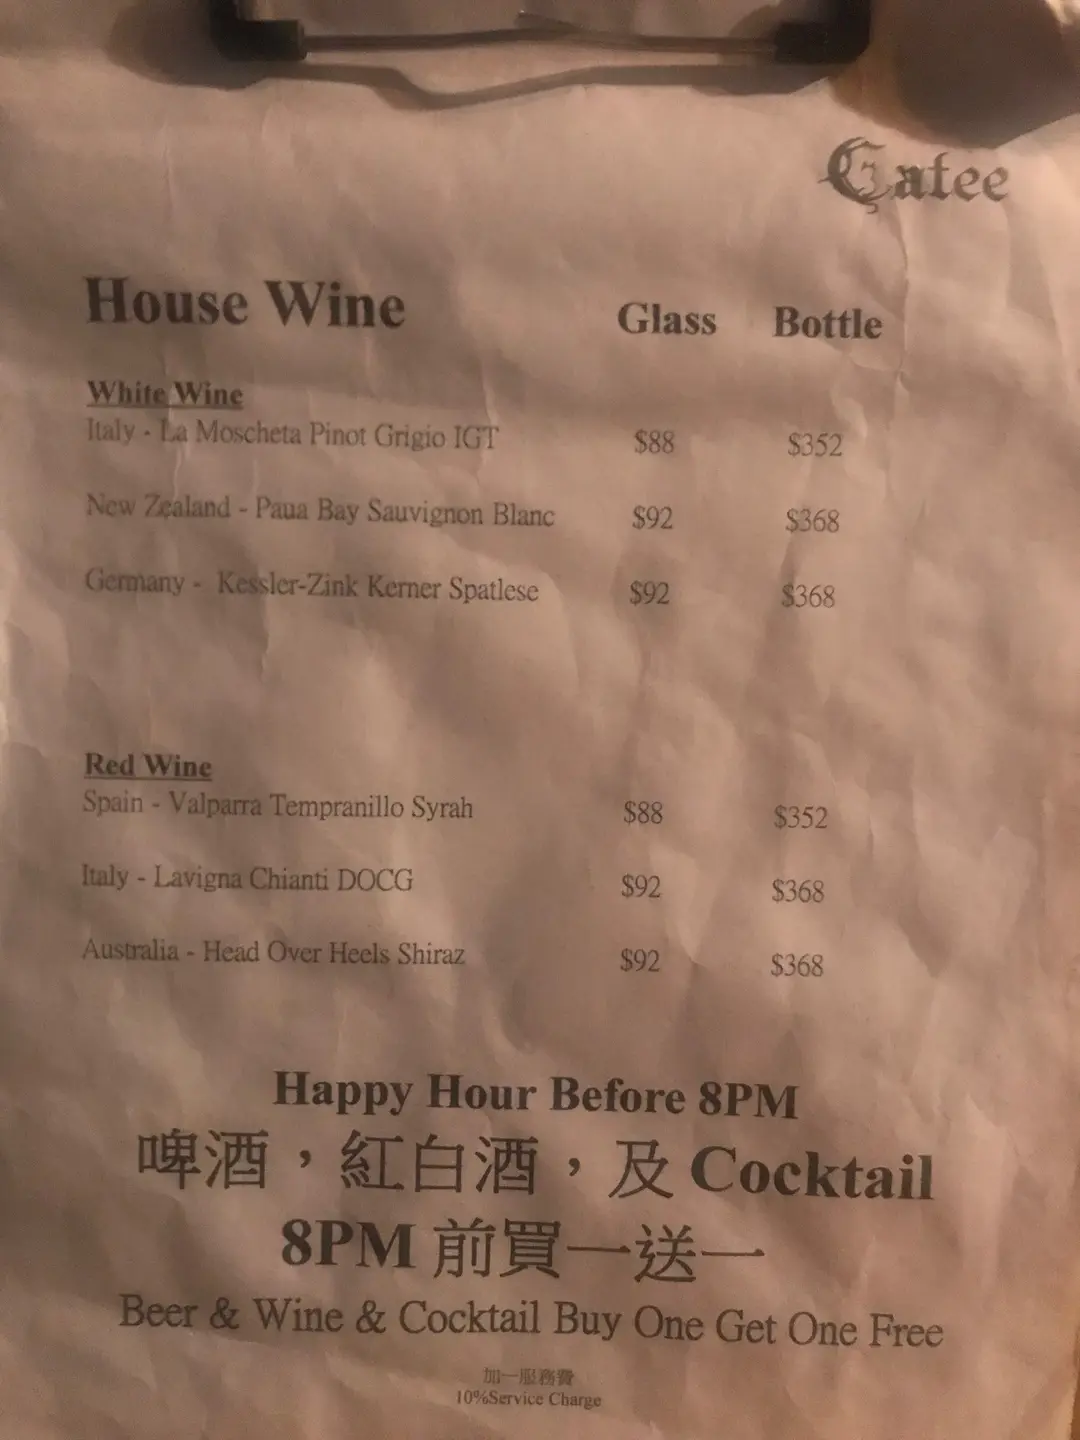 Gafee
House Wine Glass Bottle
White Wine
Italy - La Moscheta Pinot Grigio IGT $88 $352
New Zealand - Paua Bay Sauvignon Blanc $92 $368
Germany - Kessler-Zink Kerner Spatlese $92 $368
Red Wine
Spain - Valparra Tempranillo Syrah $88 $352
Italy - Lavigna Chianti DOCG $92 $368
Australia - Head Over Heels Shiraz $92 $368
Happy Hour Before 8PM
啤酒，紅白酒，及 Cocktail
8PM 前買一送一
Beer & Wine & Cocktail Buy One Get One Free
加一服務費
10%Service Charge